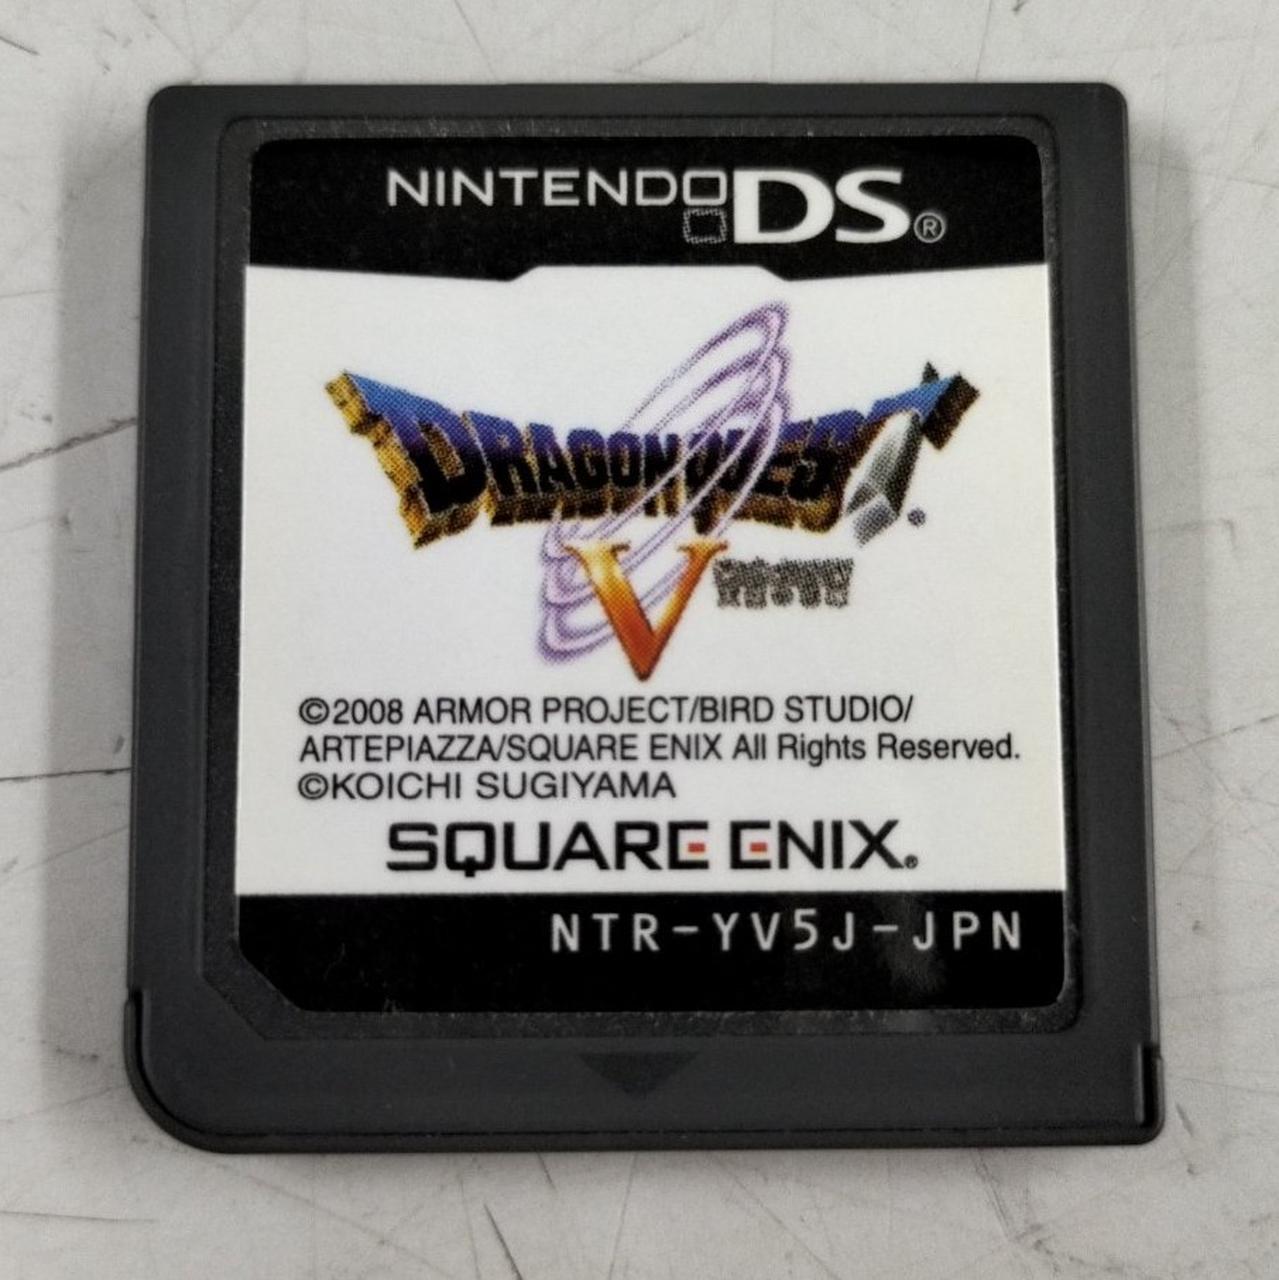 NINTENDO DS®
DRAGON QUEST
V
©2008 ARMOR PROJECT/BIRD STUDIO/
ARTEPIAZZA/SQUARE ENIX All Rights Reserved.
©KOICHI SUGIYAMA
SQUARE ENIX.
NTR-YV5J-JPN